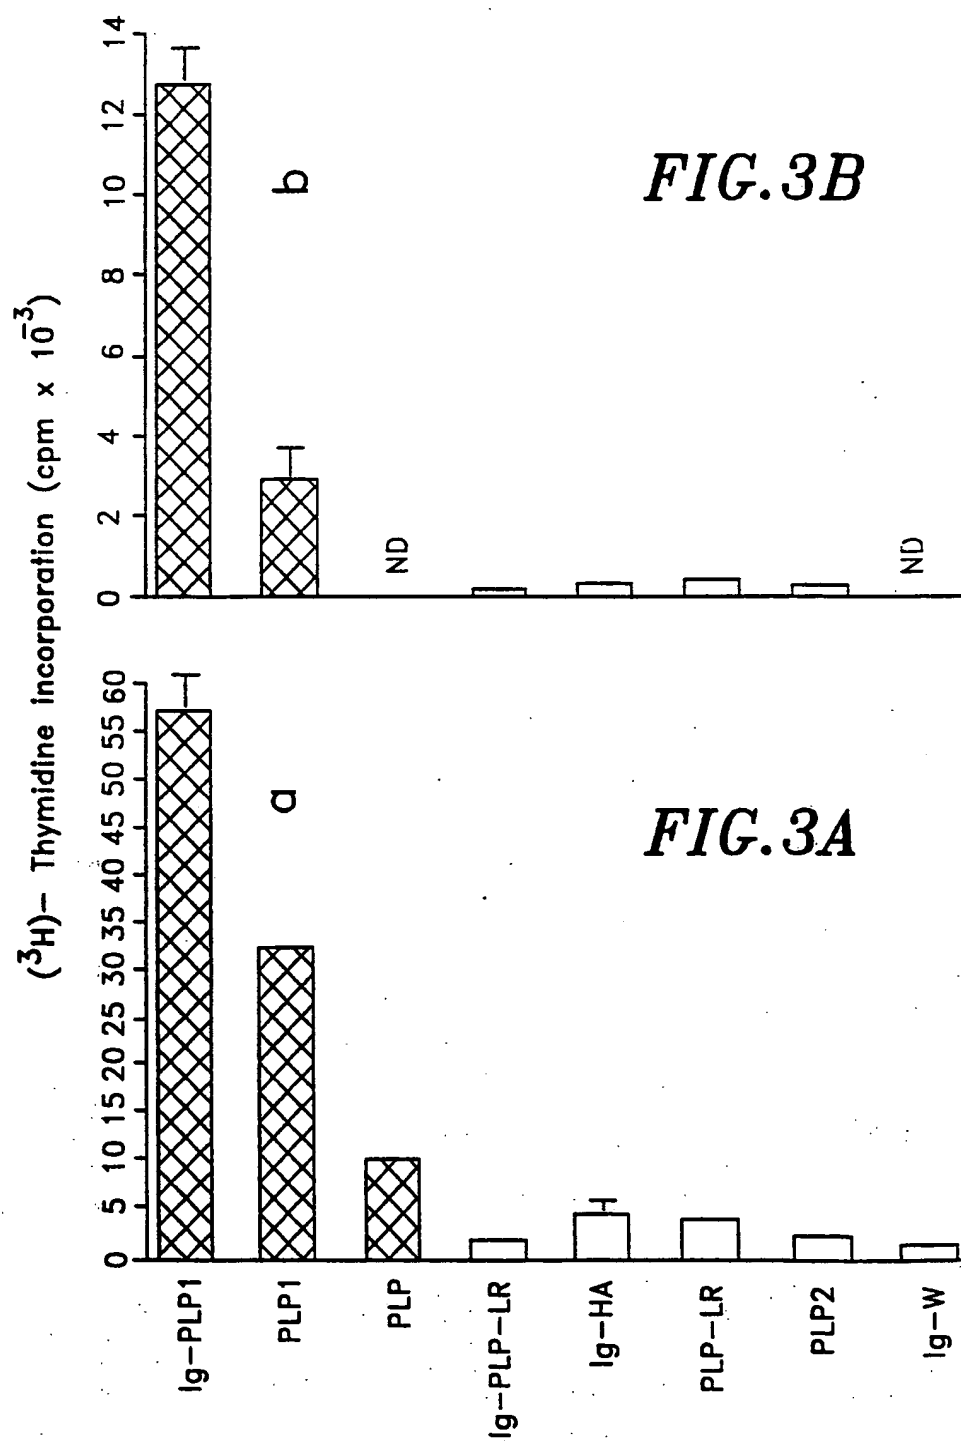 (³H)– Thymidine incorporation (cpm x 10⁻³)
0 2 4 6 8 10 12 14
b
ND
ND
FIG.3B
0 5 10 15 20 25 30 35 40 45 50 55 60
a
FIG.3A
Ig–PLP1
PLP1
PLP
Ig–PLP–LR
Ig–HA
PLP–LR
PLP2
Ig–W